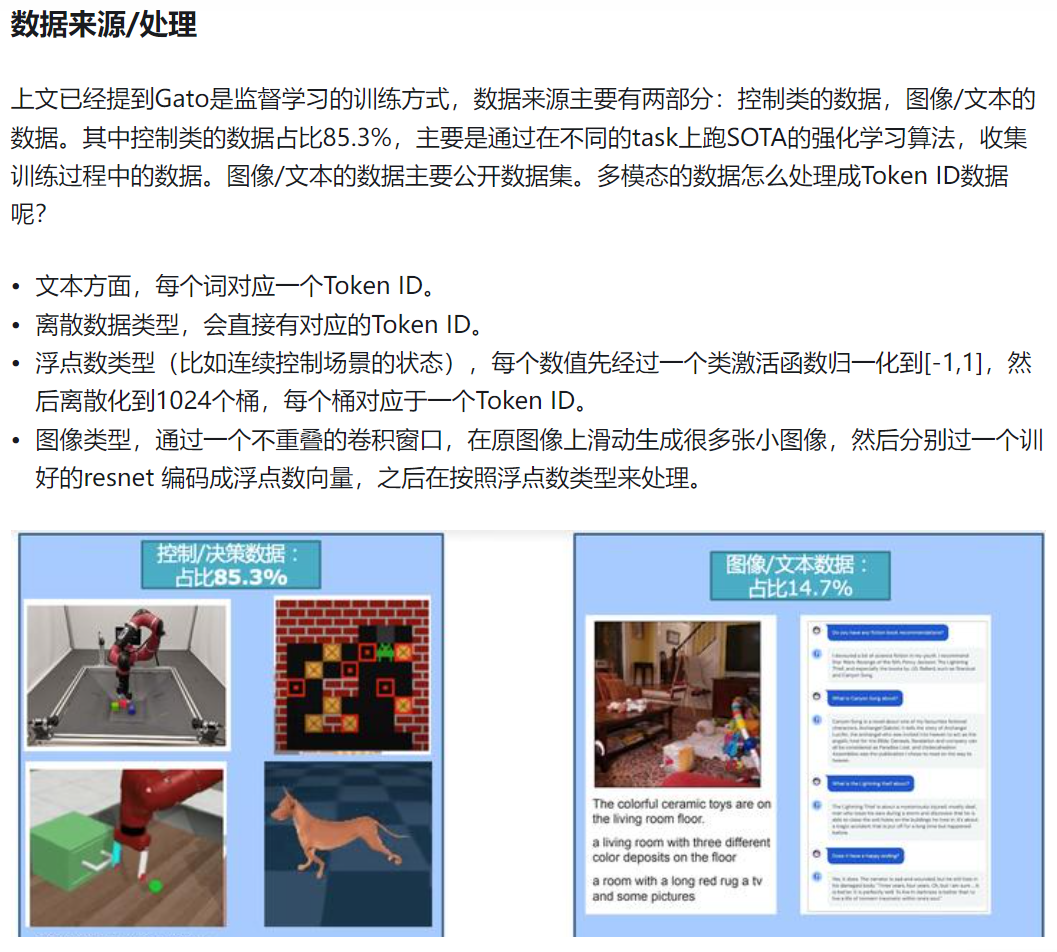 数据来源/处理
上文已经提到Gato是监督学习的训练方式，数据来源主要有两部分：控制类的数据，图像/文本的
数据。其中控制类的数据占比85.3%，主要是通过在不同的task上跑SOTA的强化学习算法，收集
训练过程中的数据。图像/文本的数据主要公开数据集。多模态的数据怎么处理成Token ID数据
呢？
• 文本方面，每个词对应一个Token ID。
• 离散数据类型，会直接有对应的Token ID。
• 浮点数类型（比如连续控制场景的状态），每个数值先经过一个类激活函数归一化到[-1,1]，然
后离散化到1024个桶，每个桶对应于一个Token ID。
• 图像类型，通过一个不重叠的卷积窗口，在原图像上滑动生成很多张小图像，然后分别过一个训
好的resnet 编码成浮点数向量，之后在按照浮点数类型来处理。
控制/决策数据：
占比85.3%
图像/文本数据：
占比14.7%
The colorful ceramic toys are on
the living room floor.
a living room with three different
color deposits on the floor
a room with a long red rug a tv
and some pictures
Do you have any fiction book recommendations?
What is Canyon Song about?
What is the Lightning thief about?
Does it have a happy ending?